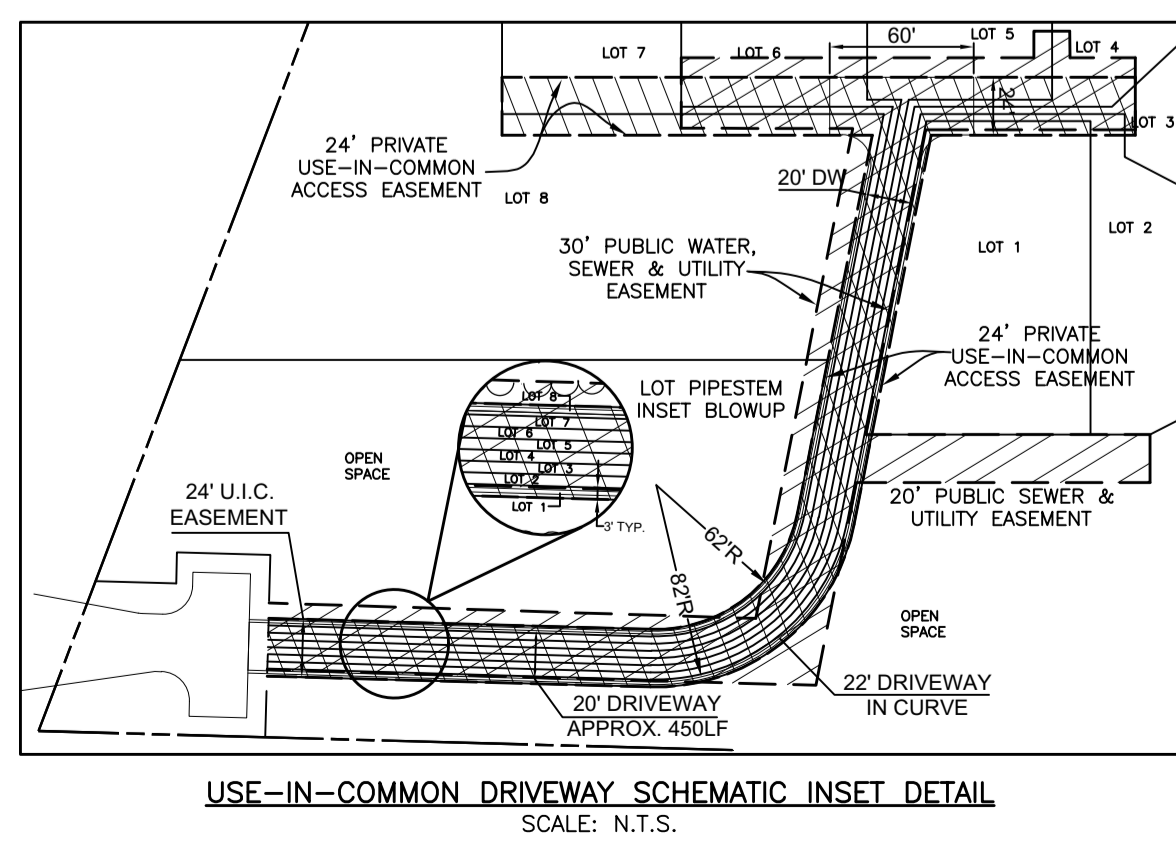 LOT 7
LOT 6
60'
LOT 5
LOT 4
LOT 3
24' PRIVATE
USE-IN-COMMON
ACCESS EASEMENT
LOT 8
20' DW
LOT 2
LOT 1
30' PUBLIC WATER,
SEWER & UTILITY
EASEMENT
24' PRIVATE
USE-IN-COMMON
ACCESS EASEMENT
LOT PIPESTEM
INSET BLOWUP
LOT 8
LOT 7
LOT 6
LOT 5
LOT 4
LOT 3
LOT 2
LOT 1
3' TYP.
OPEN
SPACE
24' U.I.C.
EASEMENT
20' PUBLIC SEWER &
UTILITY EASEMENT
62'R
82'R
OPEN
SPACE
22' DRIVEWAY
IN CURVE
20' DRIVEWAY
APPROX. 450LF
USE-IN-COMMON DRIVEWAY SCHEMATIC INSET DETAIL
SCALE: N.T.S.